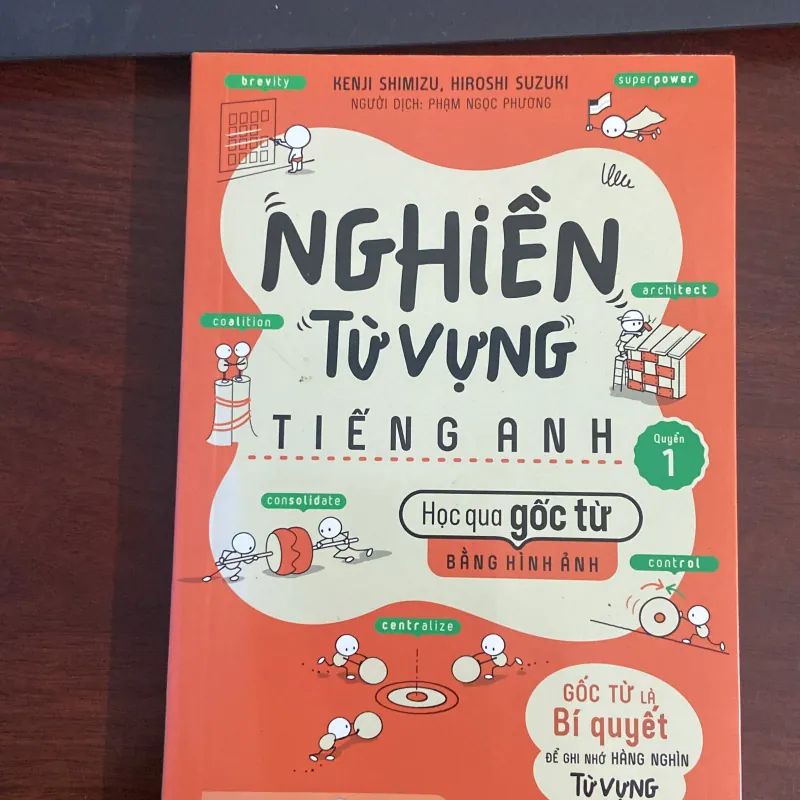 brevity
KENJI SHIMIZU, HIROSHI SUZUKI
NGƯỜI DỊCH: PHẠM NGỌC PHƯƠNG
superpower
NGHIỀN
TỪ VỰNG
architect
coalition
TIẾNG ANH
Quyển
1
Học qua gốc từ
BẰNG HÌNH ẢNH
consolidate
control
centralize
GỐC TỪ LÀ
Bí quyết
ĐỂ GHI NHỚ HÀNG NGHÌN
TỪ VỰNG